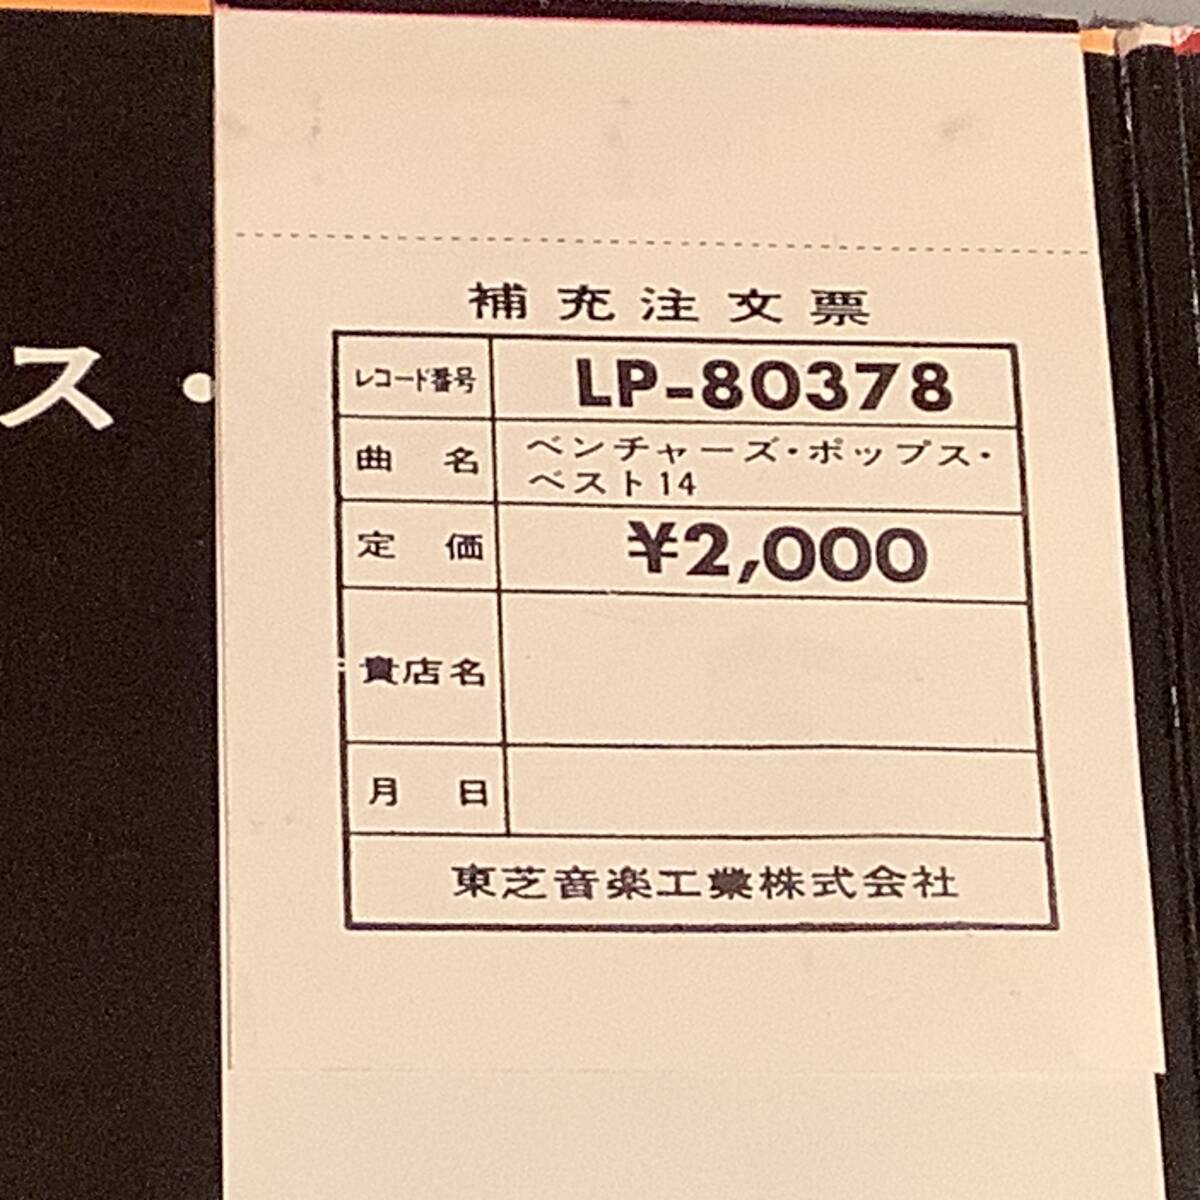 ス・
補充注文票
レコード番号 LP-80378
曲名 ベンチャーズ・ポップス・
ベスト14
定価 ¥2,000
貴店名
月日
東芝音楽工業株式会社